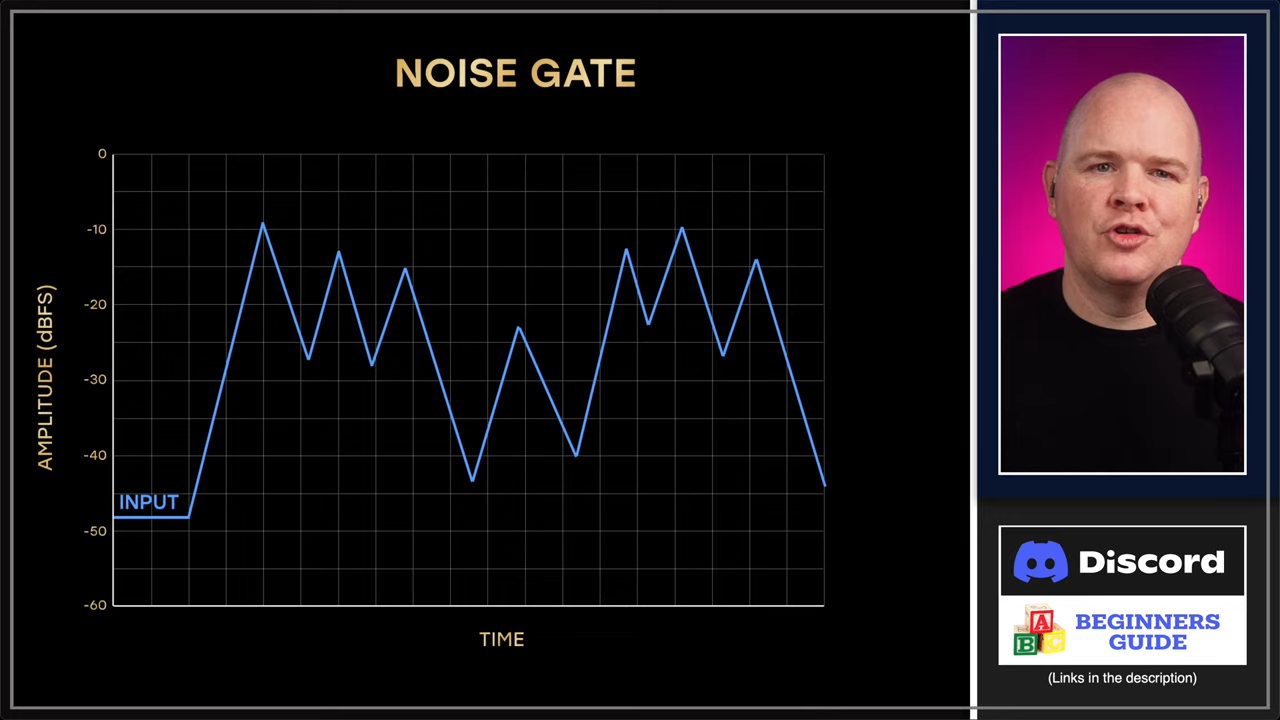 NOISE GATE
0
-10
-20
-30
-40
-50
-60
AMPLITUDE (dBFS)
INPUT
TIME
Discord
A
B
C
BEGINNERS
GUIDE
(Links in the description)